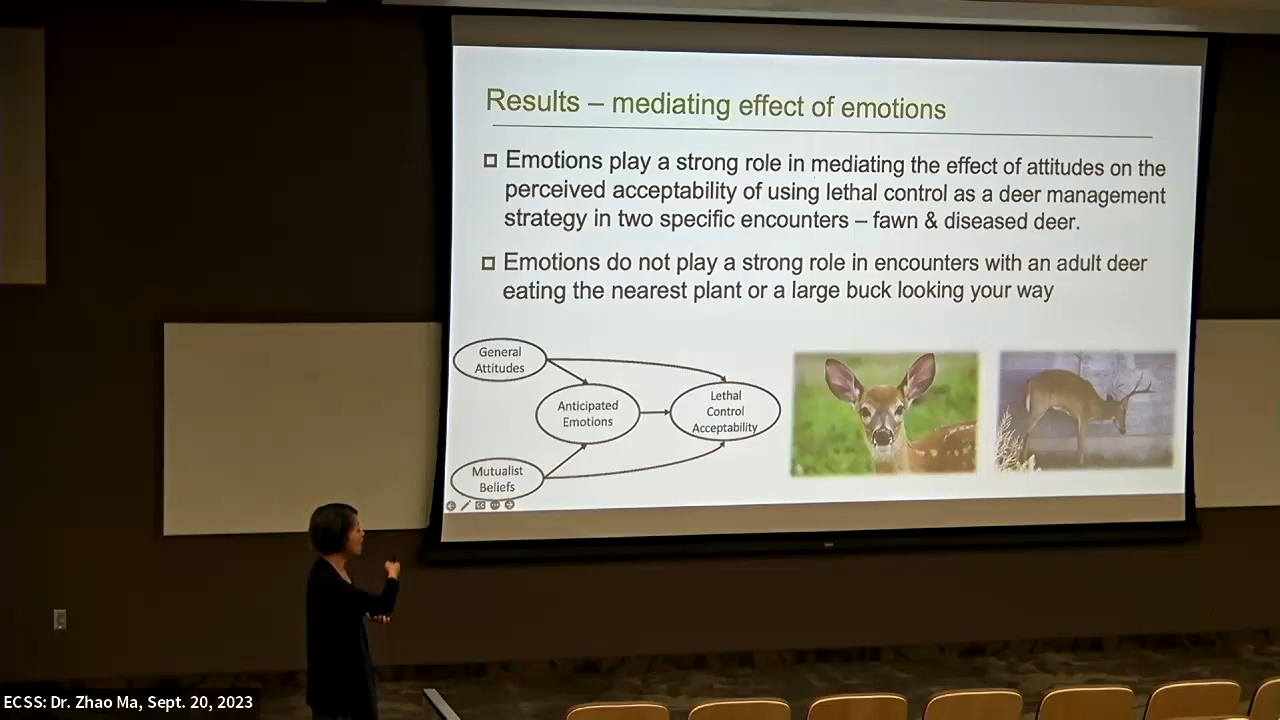 Results – mediating effect of emotions
Emotions play a strong role in mediating the effect of attitudes on the
perceived acceptability of using lethal control as a deer management
strategy in two specific encounters – fawn & diseased deer.
Emotions do not play a strong role in encounters with an adult deer
eating the nearest plant or a large buck looking your way
General
Attitudes
Anticipated
Emotions
Lethal
Control
Acceptability
Mutualist
Beliefs
ECSS: Dr. Zhao Ma, Sept. 20, 2023